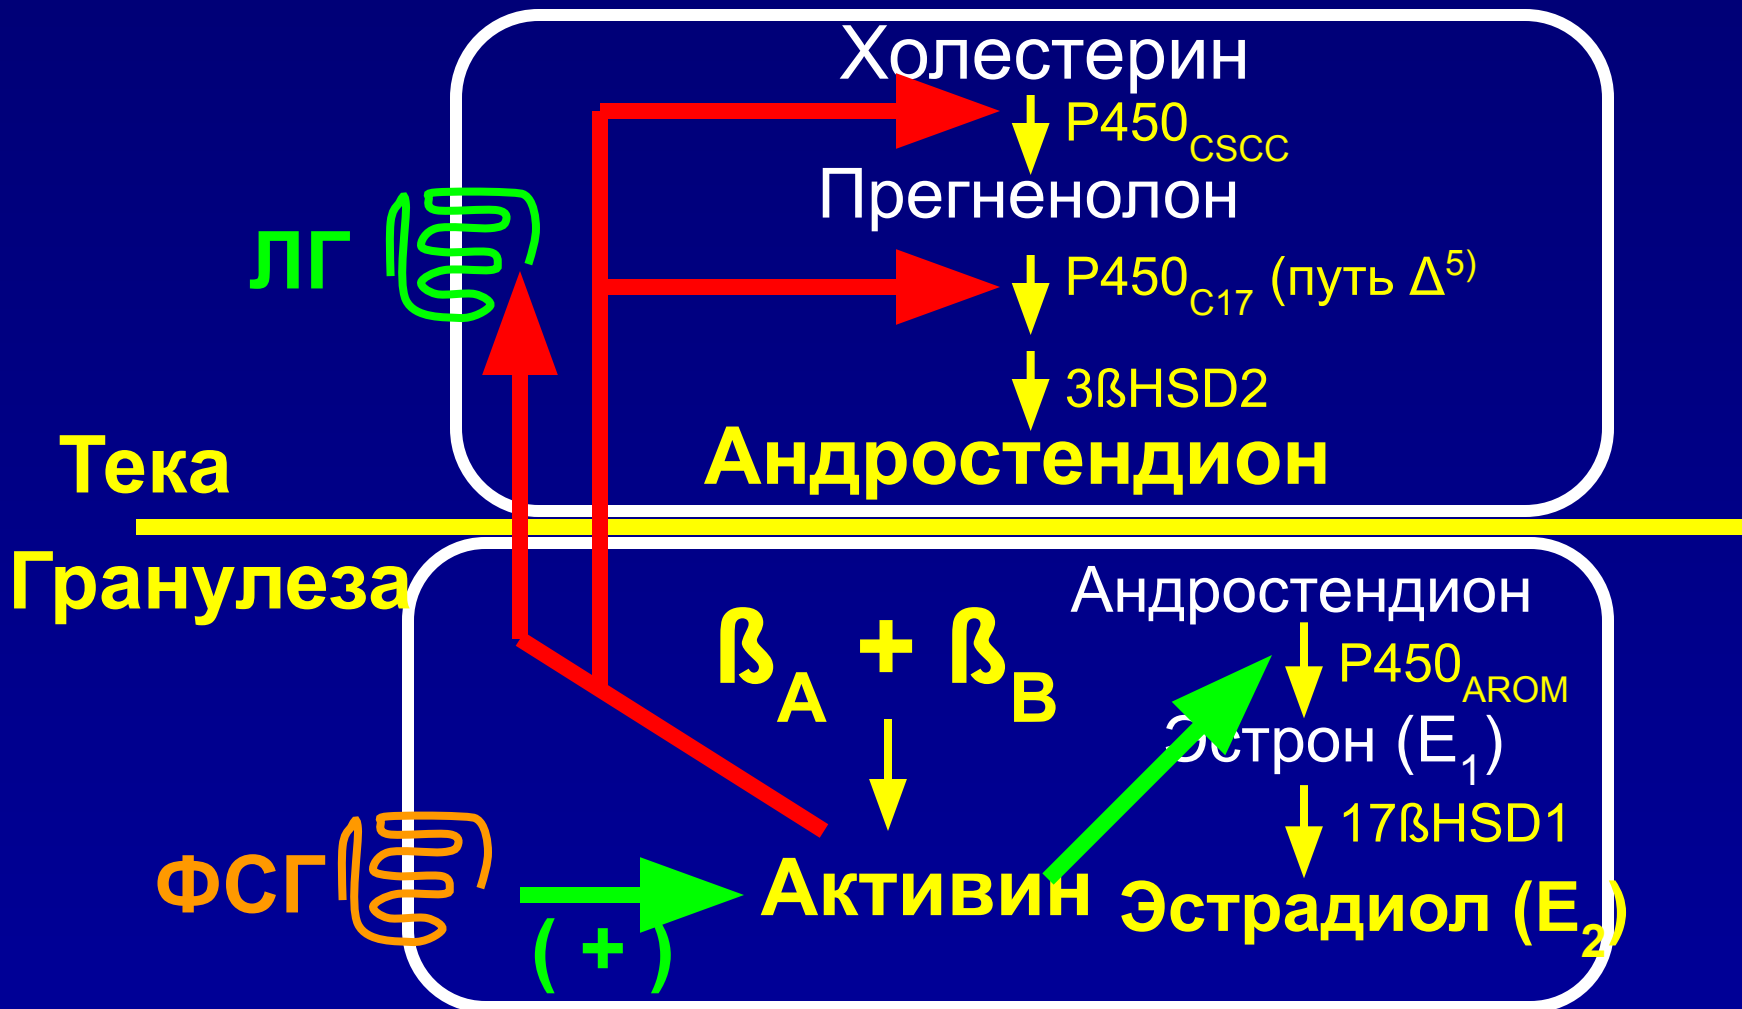 Холестерин
P450CSCC
Прегненолон
ЛГ
P450C17 (путь Δ5)
3ßHSD2
Андростендион
Тека
Гранулеза
Андростендион
ßA + ßB
P450AROM
Эстрон (E1)
17ßHSD1
ФСГ
Активин
Эстрадиол (E2)
( + )